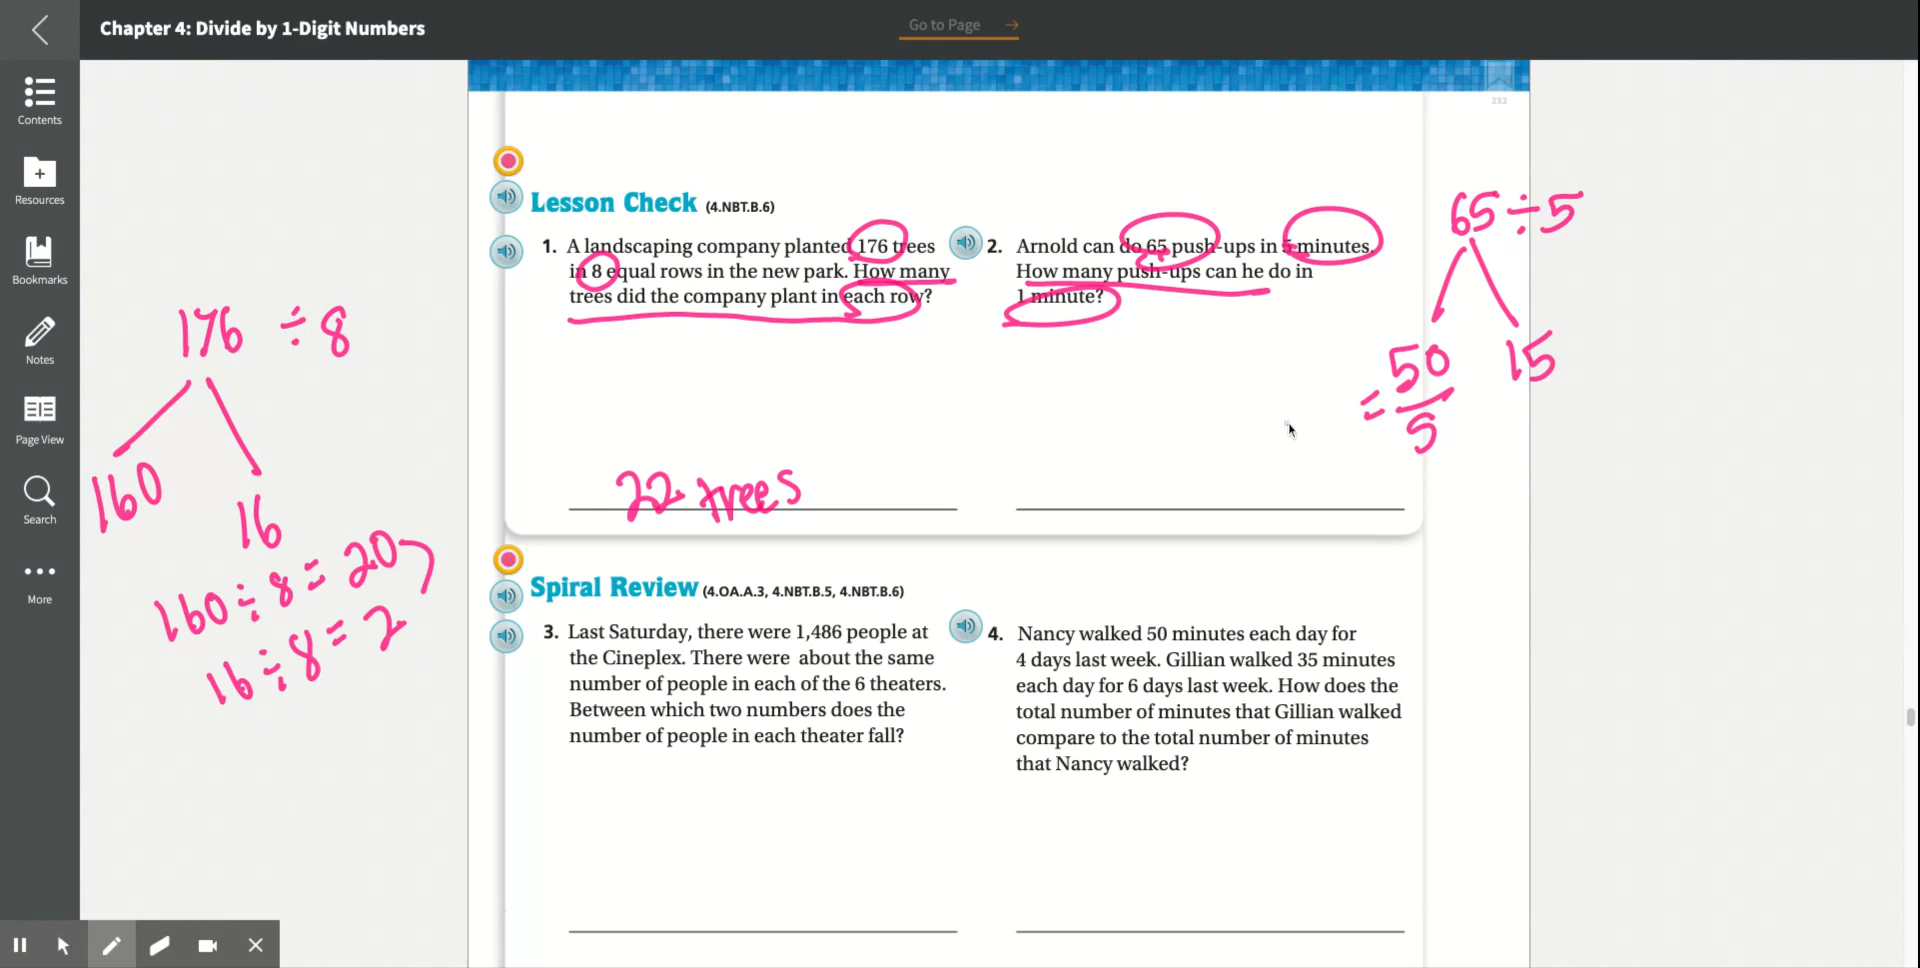 Chapter 4: Divide by 1-Digit Numbers
Go to Page →
Contents
Resources
Bookmarks
Notes
Page View
Search
More
232
Lesson Check (4.NBT.B.6)
1. A landscaping company planted 176 trees
in 8 equal rows in the new park. How many
trees did the company plant in each row?
22 trees
2. Arnold can do 65 push-ups in 5 minutes.
How many push-ups can he do in
1 minute?
176 ÷ 8
160
16
160 ÷ 8 = 20
16 ÷ 8 = 2
65 ÷ 5
50 15
=
5
Spiral Review (4.OA.A.3, 4.NBT.B.5, 4.NBT.B.6)
3. Last Saturday, there were 1,486 people at
the Cineplex. There were about the same
number of people in each of the 6 theaters.
Between which two numbers does the
number of people in each theater fall?
4. Nancy walked 50 minutes each day for
4 days last week. Gillian walked 35 minutes
each day for 6 days last week. How does the
total number of minutes that Gillian walked
compare to the total number of minutes
that Nancy walked?